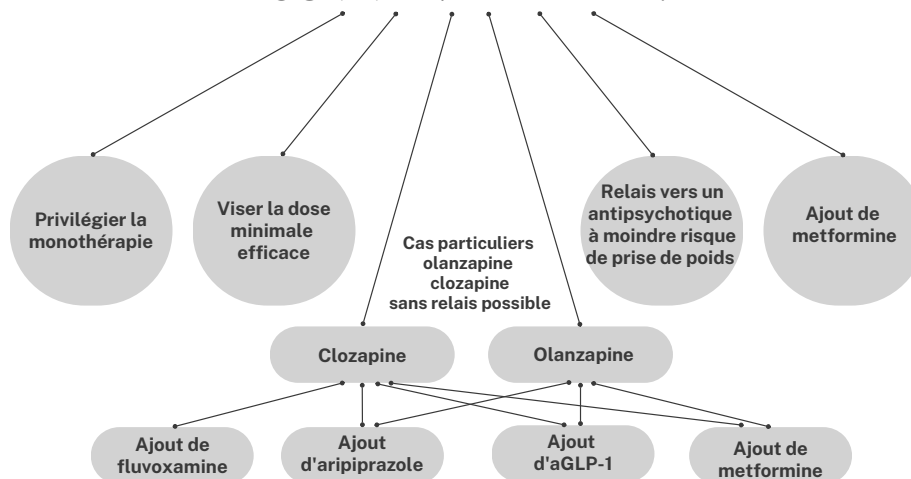 Privilégier la
monothérapie
Viser la dose
minimale
efficace
Cas particuliers
olanzapine
clozapine
sans relais possible
Relais vers un
antipsychotique
à moindre risque
de prise de poids
Ajout de
metformine
Clozapine
Olanzapine
Ajout de
fluvoxamine
Ajout
d'aripiprazole
Ajout
d'aGLP-1
Ajout de
metformine